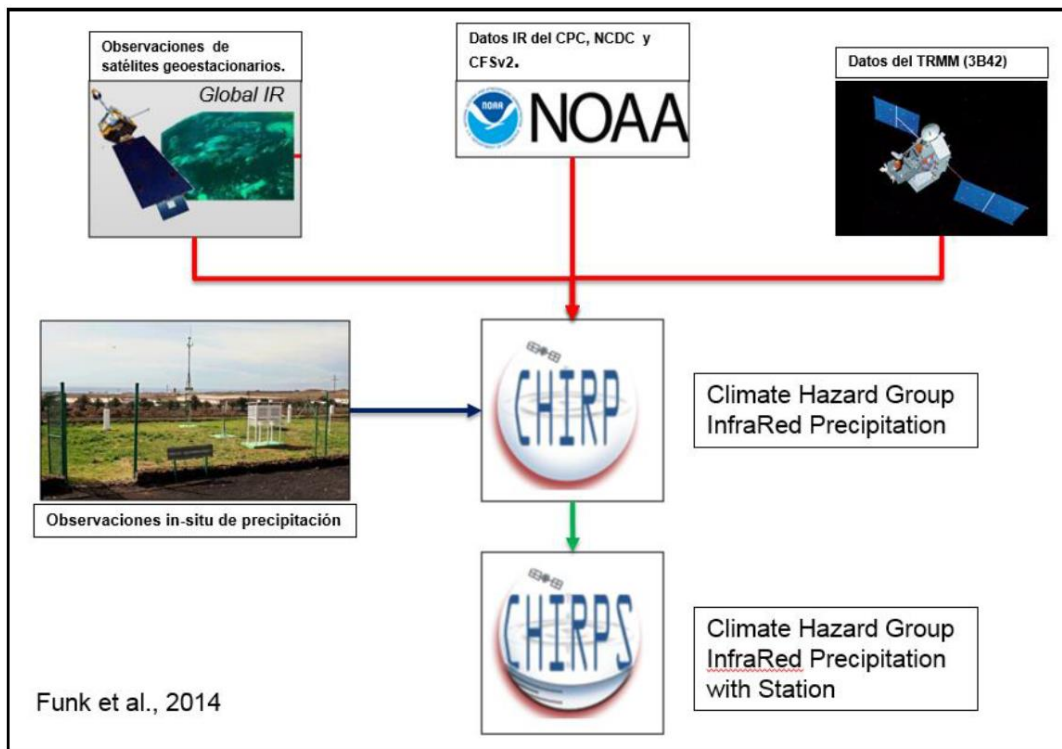 Observaciones de
satélites geoestacionarios.
Global IR
Datos IR del CPC, NCDC y
CFSv2.
NOAA
NOAA
Datos del TRMM (3B42)
Observaciones in-situ de precipitación
CHIRP
Climate Hazard Group
InfraRed Precipitation
CHIRPS
Climate Hazard Group
InfraRed Precipitation
with Station
Funk et al., 2014